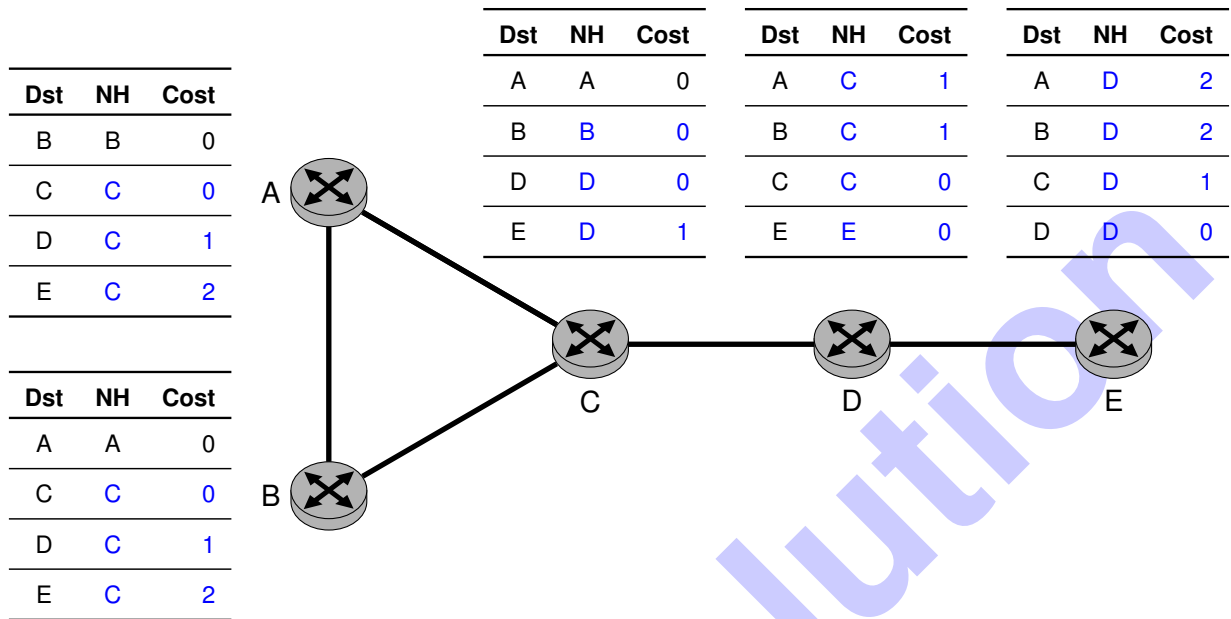 Dst NH Cost
A A 0
B B 0
D D 0
E D 1
Dst NH Cost
A C 1
B C 1
C C 0
E E 0
Dst NH Cost
A D 2
B D 2
C D 1
D D 0
Dst NH Cost
B B 0
C C 0
D C 1
E C 2
A
C
D
E
Dst NH Cost
A A 0
C C 0
D C 1
E C 2
B
lution